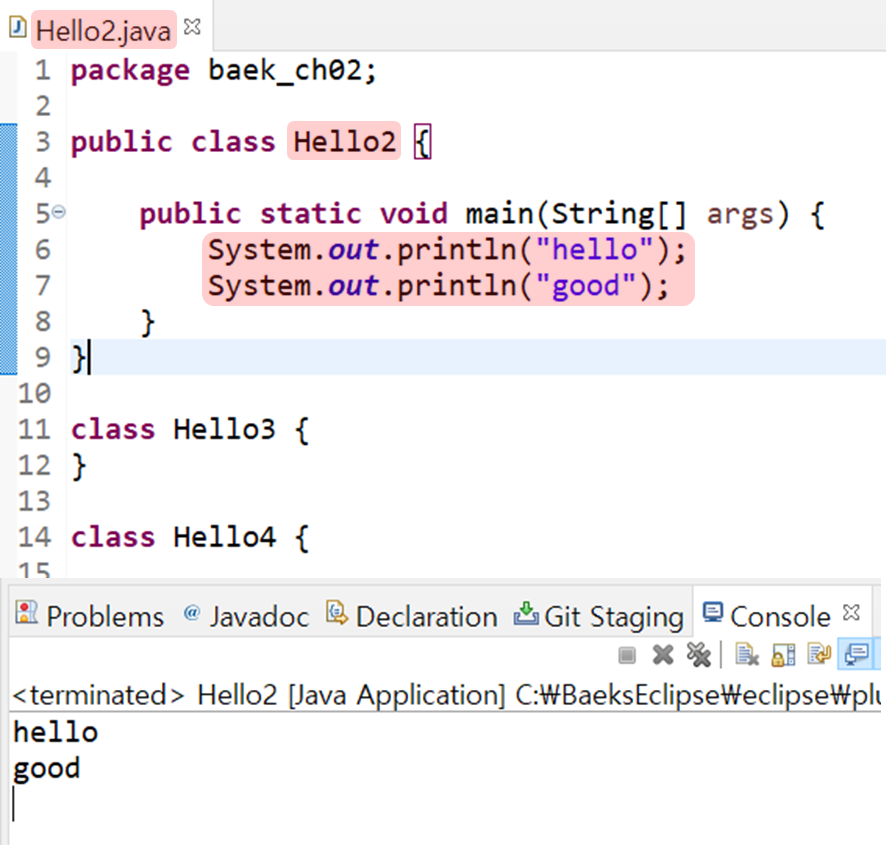 Hello2.java
1 package baek_ch02;
2
3 public class Hello2 {
4
5 public static void main(String[] args) {
6 System.out.println("hello");
7 System.out.println("good");
8 }
9 }
10
11 class Hello3 {
12 }
13
14 class Hello4 {
15
Problems @ Javadoc Declaration Git Staging Console
<terminated> Hello2 [Java Application] C:₩BaeksEclipse₩eclipse₩plu
hello
good